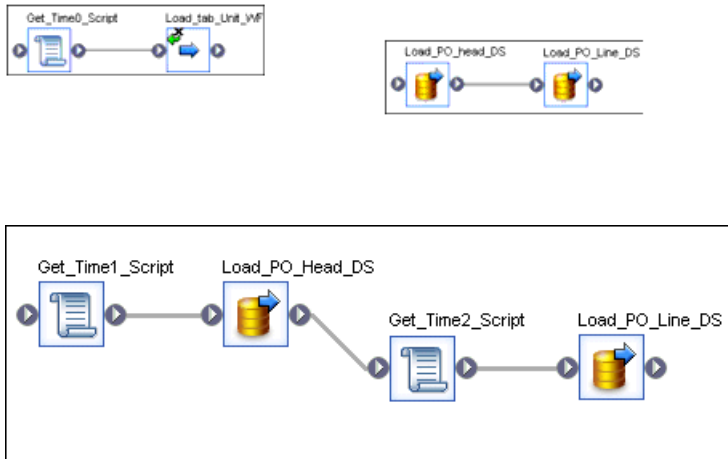 Get_Time0_Script
Load_tab_Unit_WF
Load_PO_head_DS
Load_PO_Line_DS
Get_Time1_Script
Load_PO_Head_DS
Get_Time2_Script
Load_PO_Line_DS